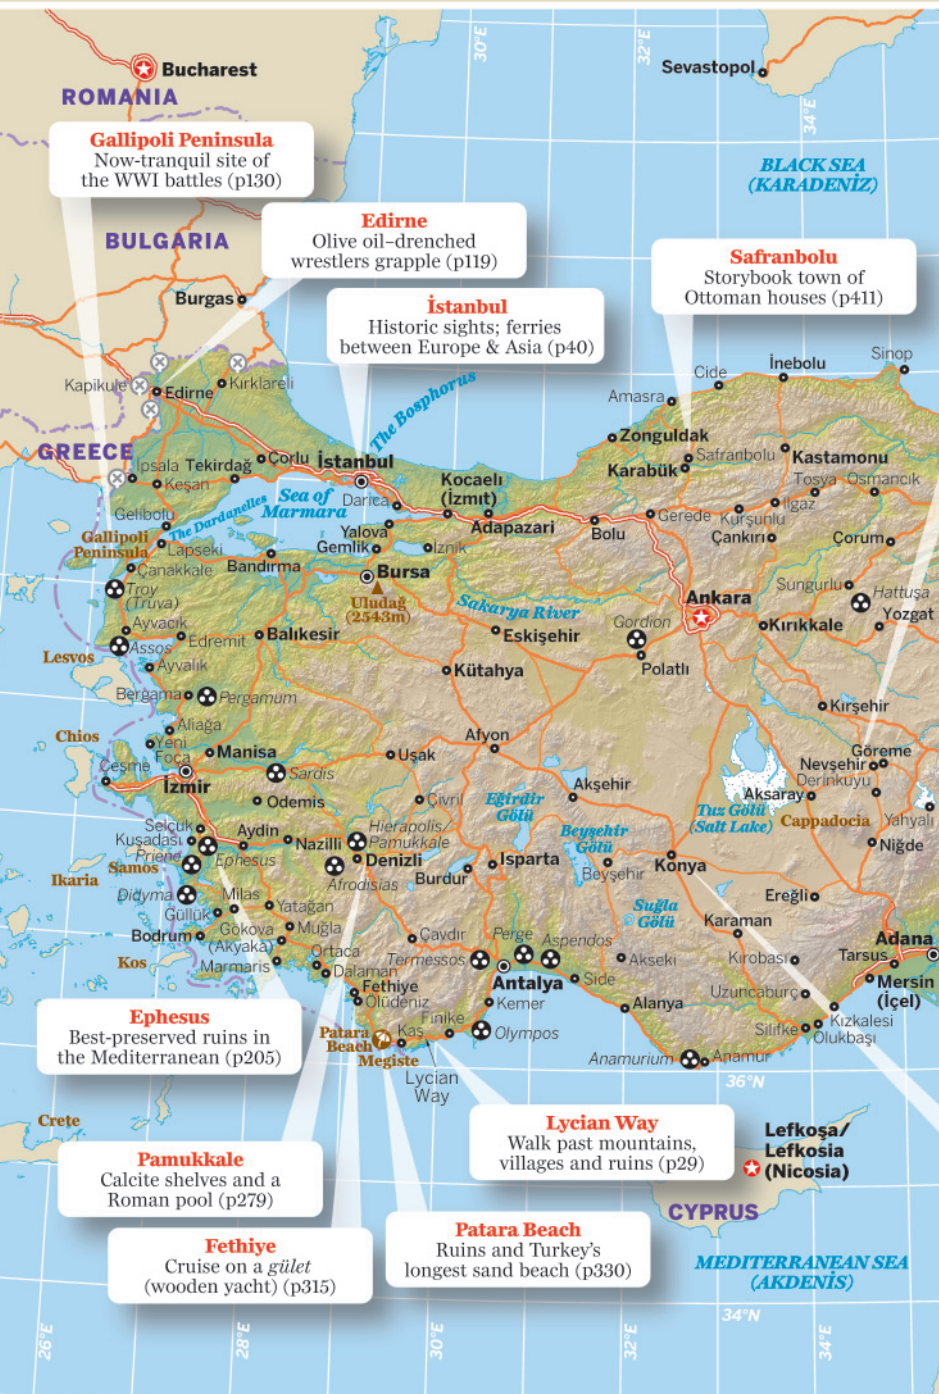 30°E
32°E
Sevastopol
Bucharest
ROMANIA
34°E
Gallipoli Peninsula
Now-tranquil site of
the WWI battles (p130)
BLACK SEA
(KARADENİZ)
Edirne
Olive oil–drenched
wrestlers grapple (p119)
BULGARIA
Safranbolu
Storybook town of
Ottoman houses (p411)
Burgas
İstanbul
Historic sights; ferries
between Europe & Asia (p40)
Sinop
İnebolu
Cide
Kapikule
Edirne
Kırklareli
The Bosphorus
Amasra
Zonguldak
GREECE
Safranbolu
Kastamonu
Karabük
İpsala
Tekirdağ
Çorlu
İstanbul
Keşan
Kocaeli
(İzmit)
Tosya
Osmancık
Sea of
Marmara
Darıca
Gelibolu
The Dardanelles
Adapazarı
Gerede
Kurşunlu
Ilgaz
Bolu
Yalova
Gallipoli
Peninsula
Lapseki
Gemlik
İznik
Çankırı
Çorum
Çanakkale
Bandırma
Bursa
Troy
(Truva)
Uludağ
(2543m)
Sakarya River
Ankara
Sungurlu
Hattuşa
Gordion
Yozgat
Ayvacık
Assos
Edremit
Balıkesir
Eskişehir
Kırıkkale
Lesvos
Ayvalık
Kütahya
Polatlı
Bergama
Pergamum
Kırşehir
Aliağa
Chios
Yeni
Foça
Manisa
Afyon
Uşak
Göreme
Nevşehir
Çeşme
Sardis
Derinkuyu
İzmir
Akşehir
Aksaray
Odemis
Civril
Eğirdir
Gölü
Tuz Gölü
(Salt Lake)
Cappadocia
Yahyalı
Selçuk
Kuşadası
Aydin
Nazilli
Hierapolis/
Pamukkale
Beyşehir
Gölü
Niğde
Priene
Samos
Ephesus
Denizli
Isparta
Konya
Ikaria
Afrodisias
Burdur
Beyşehir
Didyma
Milas
Yatağan
Ereğli
Güllük
Suğla
Gölü
Bodrum
Gökova
(Akyaka)
Muğla
Çavdır
Perge
Aspendos
Karaman
Adana
Kos
Marmaris
Ortaca
Dalaman
Termessos
Akseki
Kırobası
Tarsus
Antalya
Side
Mersin
(İçel)
Fethiye
Ölüdeniz
Kemer
Alanya
Uzuncaburç
Ephesus
Best-preserved ruins in
the Mediterranean (p205)
Finike
Patara
Beach
Kaş
Olympos
Silifke
Kızkalesi
Olukbaşı
Megiste
Anamurium
Anamur
Lycian
Way
36°N
Crete
Lycian Way
Walk past mountains,
villages and ruins (p29)
Lefkoşa/
Lefkosia
(Nicosia)
Pamukkale
Calcite shelves and a
Roman pool (p279)
CYPRUS
Patara Beach
Ruins and Turkey's
longest sand beach (p330)
Fethiye
Cruise on a gület
(wooden yacht) (p315)
MEDITERRANEAN SEA
(AKDENİS)
34°N
26°E
28°E
30°E
32°E
34°E